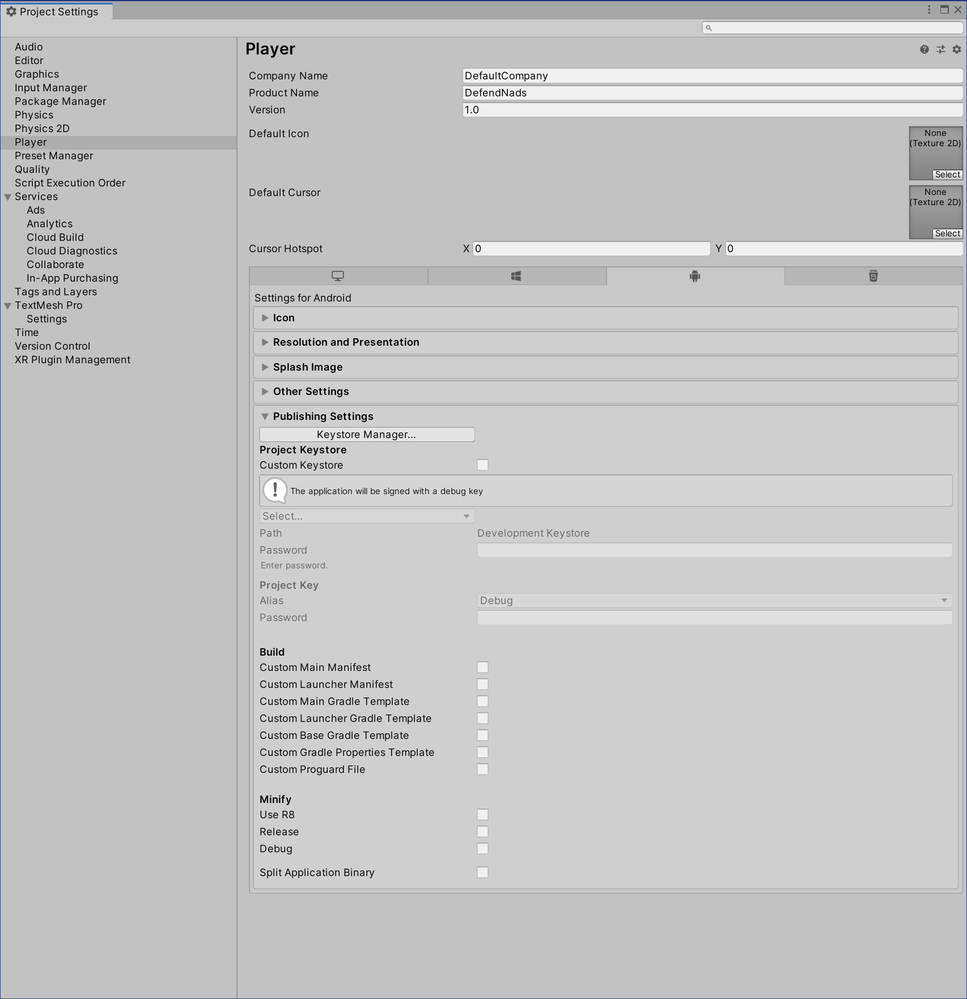 Project Settings
Audio
Editor
Graphics
Input Manager
Package Manager
Physics
Physics 2D
Player
Preset Manager
Quality
Script Execution Order
Services
Ads
Analytics
Cloud Build
Cloud Diagnostics
Collaborate
In-App Purchasing
Tags and Layers
TextMesh Pro
Settings
Time
Version Control
XR Plugin Management
Player
Company Name DefaultCompany
Product Name DefendNads
Version 1.0
Default Icon
None
(Texture 2D)
Select
Default Cursor
None
(Texture 2D)
Select
Cursor Hotspot X 0 Y 0
HTML 5
Settings for Android
Icon
Resolution and Presentation
Splash Image
Other Settings
Publishing Settings
Keystore Manager...
Project Keystore
Custom Keystore
The application will be signed with a debug key
Select...
Path Development Keystore
Password
Enter password.
Project Key
Alias Debug
Password
Build
Custom Main Manifest
Custom Launcher Manifest
Custom Main Gradle Template
Custom Launcher Gradle Template
Custom Base Gradle Template
Custom Gradle Properties Template
Custom Proguard File
Minify
Use R8
Release
Debug
Split Application Binary